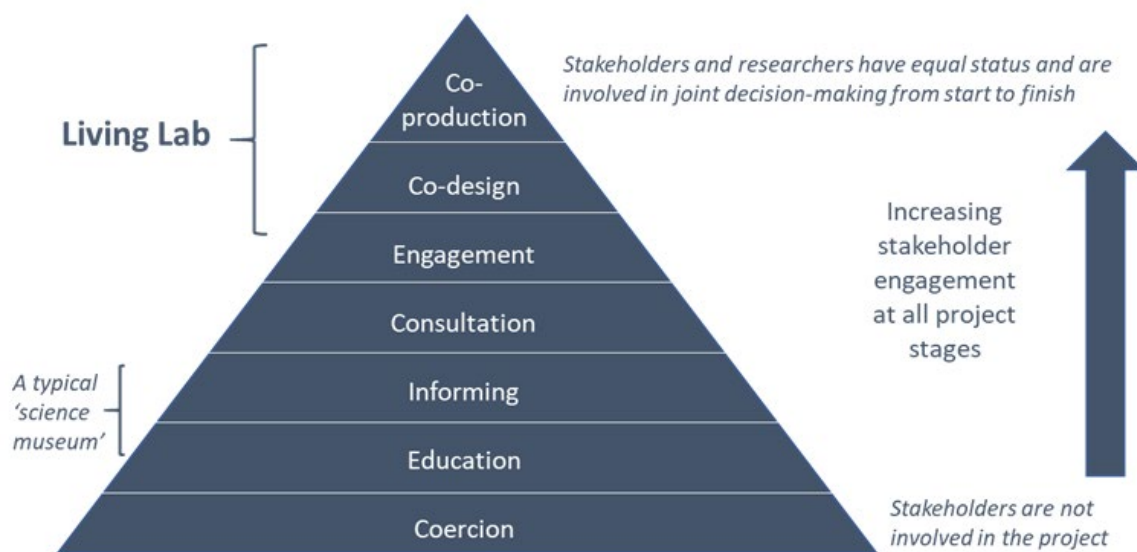 Stakeholders and researchers have equal status and are
involved in joint decision-making from start to finish
Co-
production
Living Lab
Co-design
Increasing
stakeholder
engagement
at all project
stages
Engagement
Consultation
A typical
‘science
museum’
Informing
Education
Stakeholders are not
involved in the project
Coercion